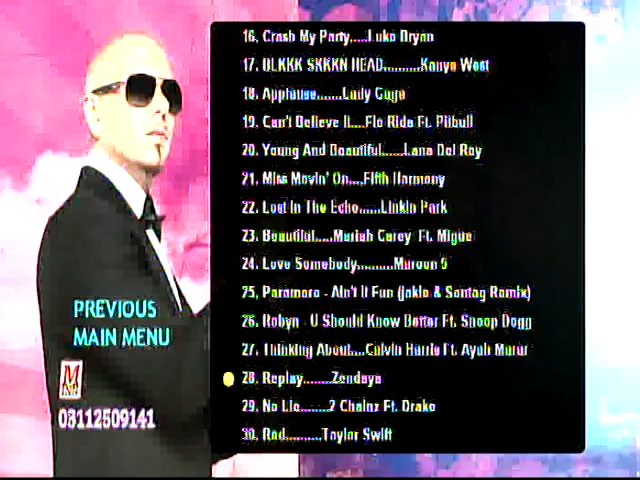 16. Crash My Party.....Luke Bryan
17. BLKKK SKKKN HEAD..........Kanye West
18. Applause.......Lady Gaga
19. Can't Believe It....Flo Rida Ft. Pitbull
20. Young And Beautiful......Lana Del Rey
21. Miss Movin' On....Fifth Harmony
22. Lost In The Echo......Linkin Park
23. Beautiful.....Mariah Carey Ft. Migue
24. Love Somebody..........Maroon 5
25. Paramore - Ain't It Fun (Jaklo & Santag Remix)
26. Robyn - U Should Know Better Ft. Snoop Dogg
27. Thinking About....Calvin Harris Ft. Ayah Marar
28. Replay........Zendaya
29. No Lie........2 Chainz Ft. Drake
30. Red..........Taylor Swift
PREVIOUS
MAIN MENU
03112509141